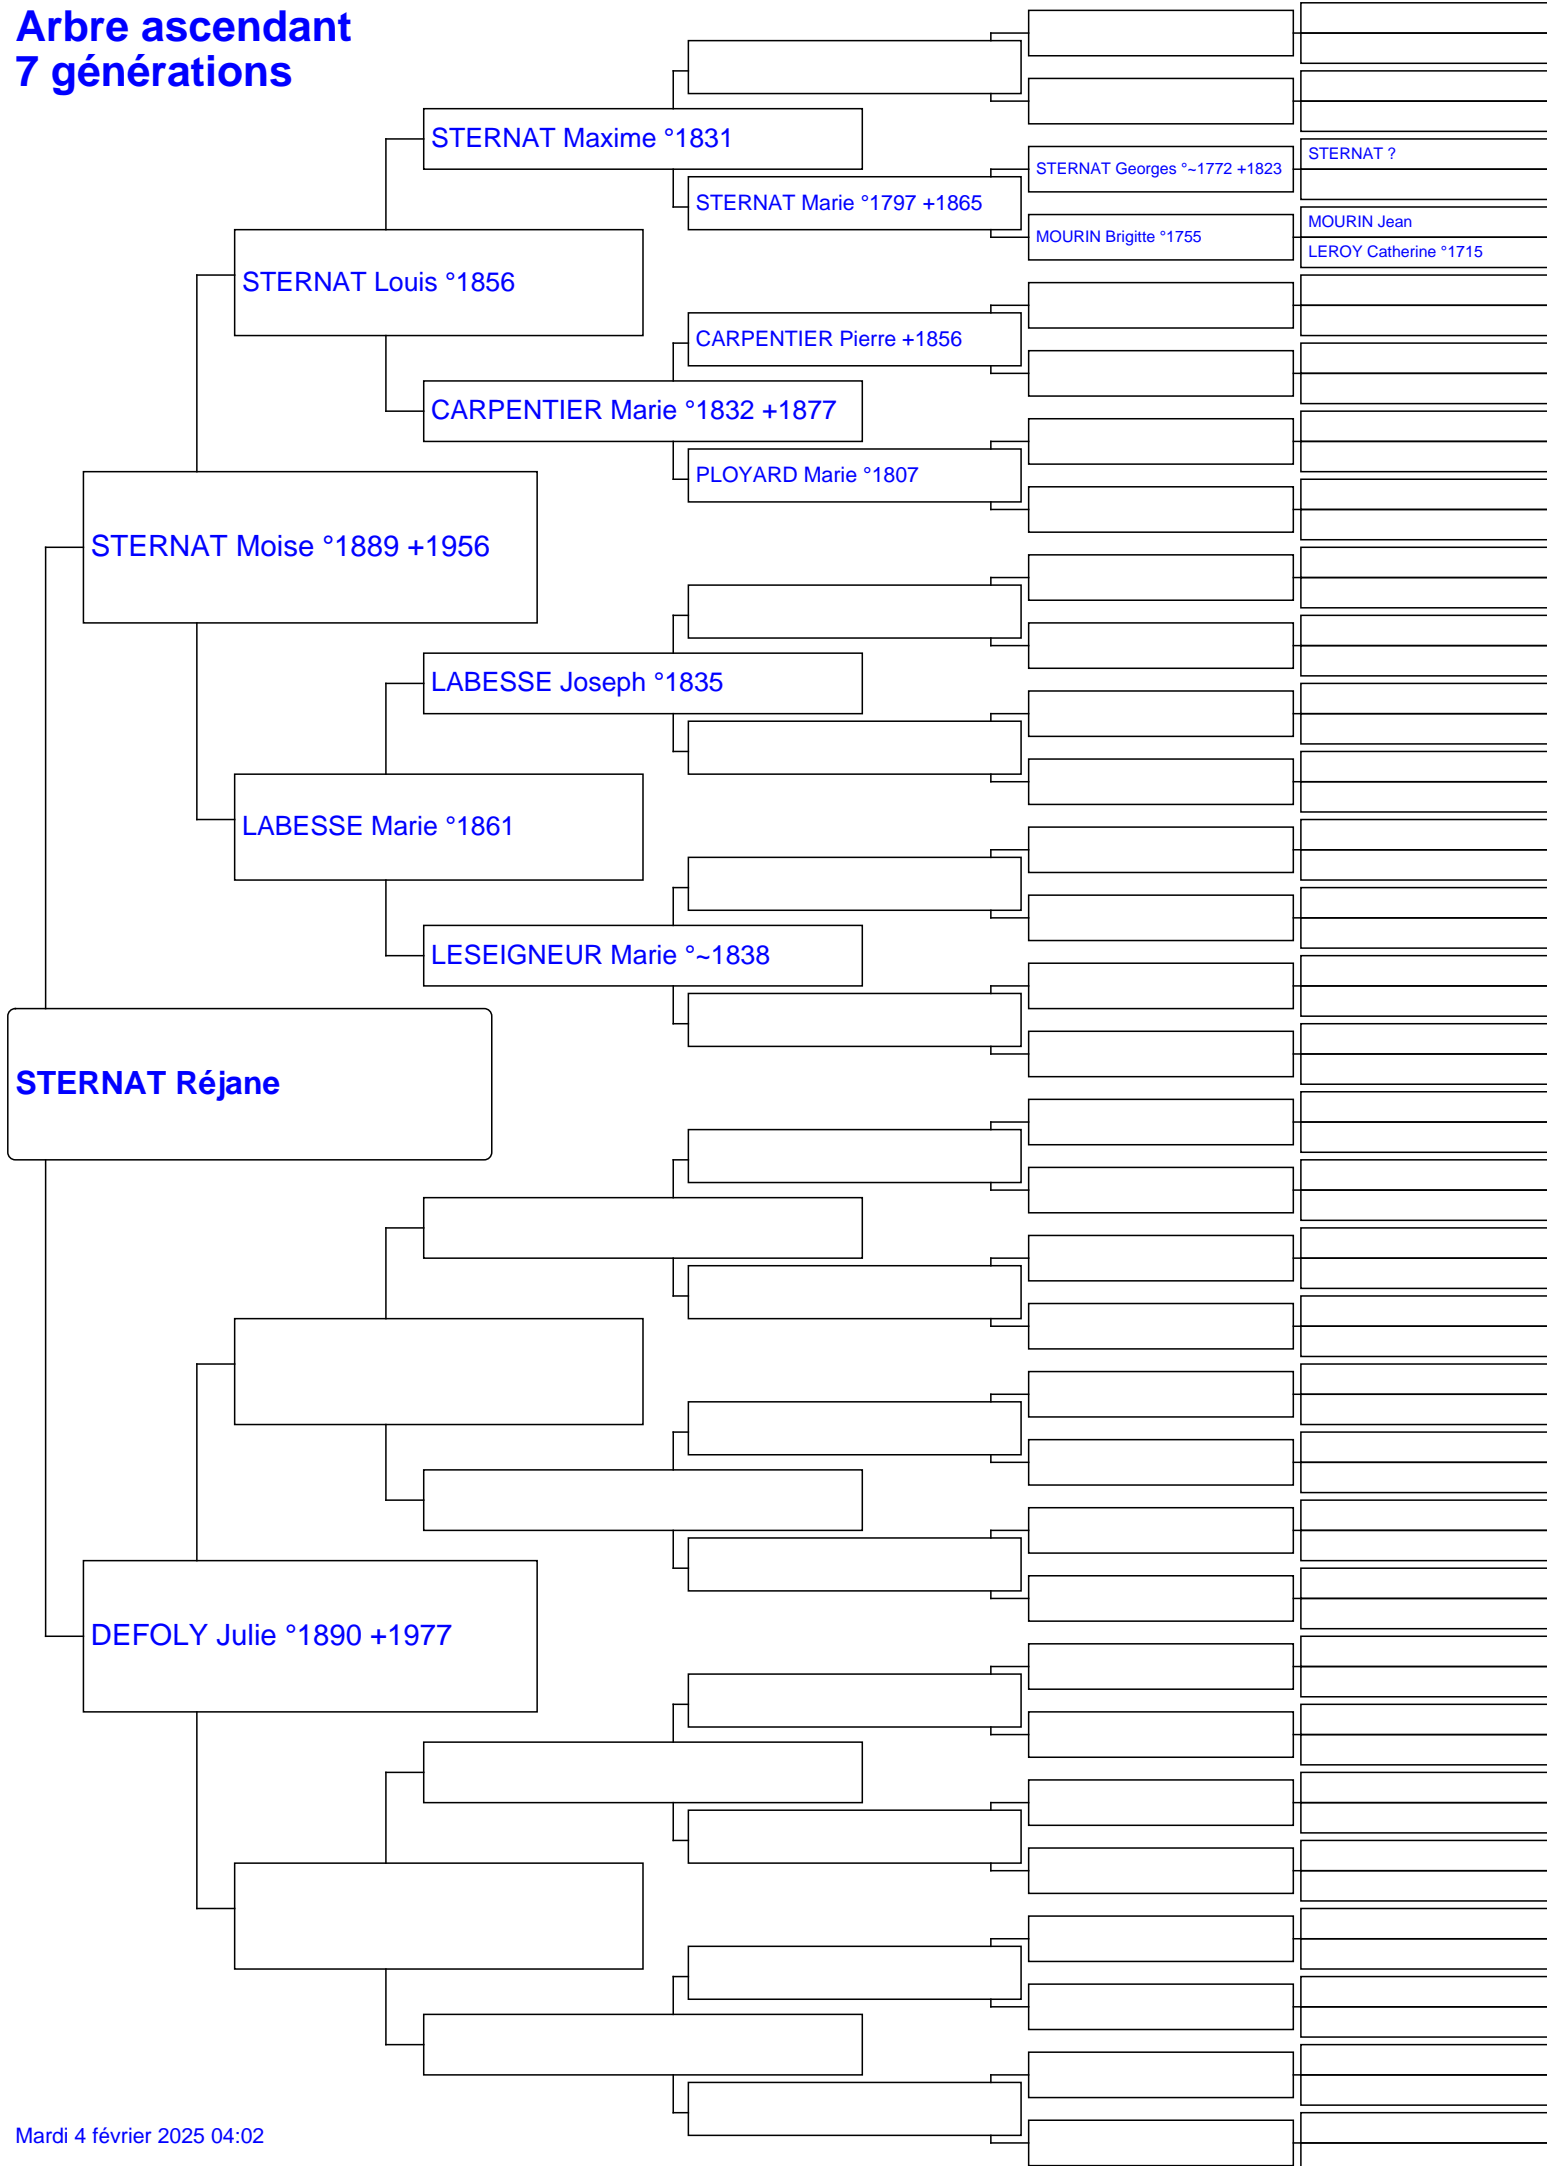 Arbre ascendant
7 générations
STERNAT Maxime °1831
STERNAT Georges °~1772 +1823
STERNAT ?
STERNAT Marie °1797 +1865
MOURIN Brigitte °1755
MOURIN Jean
LEROY Catherine °1715
STERNAT Louis °1856
CARPENTIER Pierre +1856
CARPENTIER Marie °1832 +1877
PLOYARD Marie °1807
STERNAT Moise °1889 +1956
LABESSE Joseph °1835
LABESSE Marie °1861
LESEIGNEUR Marie °~1838
STERNAT Réjane
DEFOLY Julie °1890 +1977
Mardi 4 février 2025 04:02